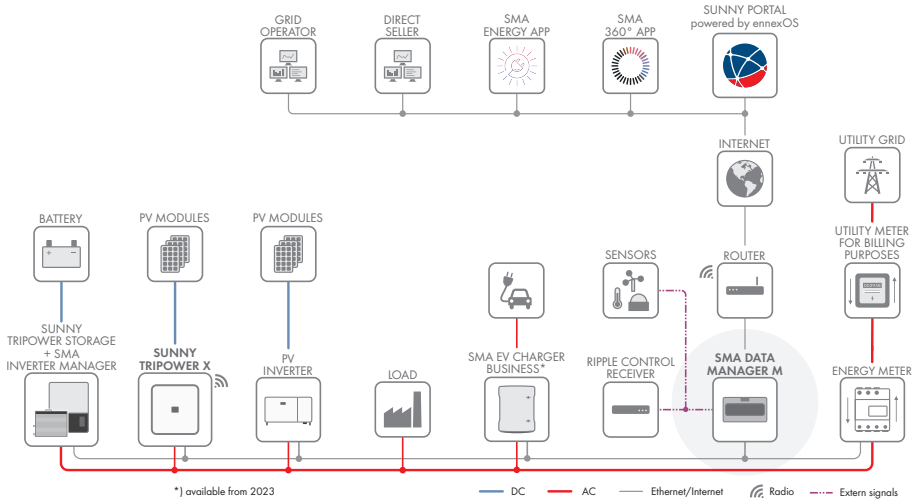 GRID
OPERATOR
DIRECT
SELLER
SMA
ENERGY APP
SMA
360° APP
SUNNY PORTAL
powered by ennexOS
INTERNET
UTILITY GRID
BATTERY
PV MODULES
PV MODULES
SENSORS
ROUTER
UTILITY METER
FOR BILLING
PURPOSES
SUNNY
TRIPOWER STORAGE
+ SMA
INVERTER MANAGER
SUNNY
TRIPOWER X
PV
INVERTER
LOAD
SMA EV CHARGER
BUSINESS*
RIPPLE CONTROL
RECEIVER
SMA DATA
MANAGER M
ENERGY METER
*) available from 2023
DC
AC
Ethernet/Internet
Radio
Extern signals